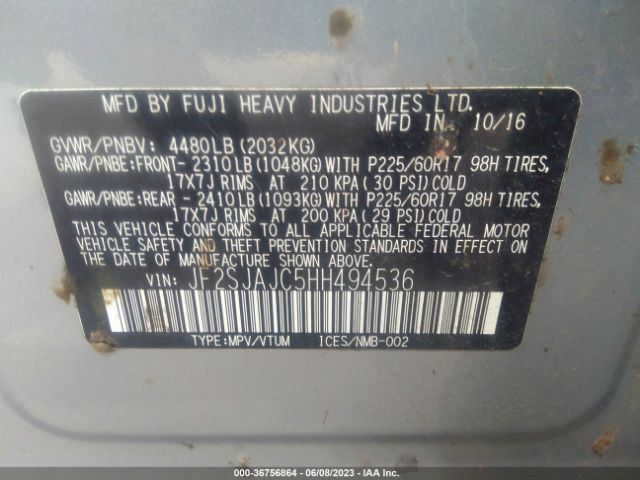 MFD BY FUJI HEAVY INDUSTRIES LTD.
MFD IN 10/16
GVWR/PNBV: 4480LB(2032KG)
GAWR/PNBE:FRONT- 2310LB(1048KG)WITH P225/60R17 98H TIRES,
17X7J RIMS AT 210 KPA(30 PSI)COLD
GAWR/PNBE:REAR - 2410LB(1093KG)WITH P225/60R17 98H TIRES,
17X7J RIMS AT 200 KPA(29 PSI)COLD
THIS VEHICLE CONFORMS TO ALL APPLICABLE FEDERAL MOTOR
VEHICLE SAFETY AND THEFT PREVENTION STANDARDS IN EFFECT ON
THE DATE OF MANUFACTURE SHOWN ABOVE.
VIN: JF2SJAJC5HH494536
TYPE:MPV/VTUM ICES/NMB-002
000-36756864 - 06/08/2023 - IAAI.COM